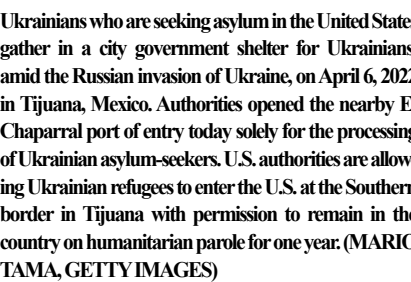 Ukrainians who are seeking asylum in the United States
gather in a city government shelter for Ukrainians
amid the Russian invasion of Ukraine, on April 6, 2022
in Tijuana, Mexico. Authorities opened the nearby E
Chaparral port of entry today solely for the processing
of Ukrainian asylum-seekers. U.S. authorities are allow
ing Ukrainian refugees to enter the U.S. at the Southern
border in Tijuana with permission to remain in the
country on humanitarian parole for one year. (MARIO
TAMA, GETTY IMAGES)